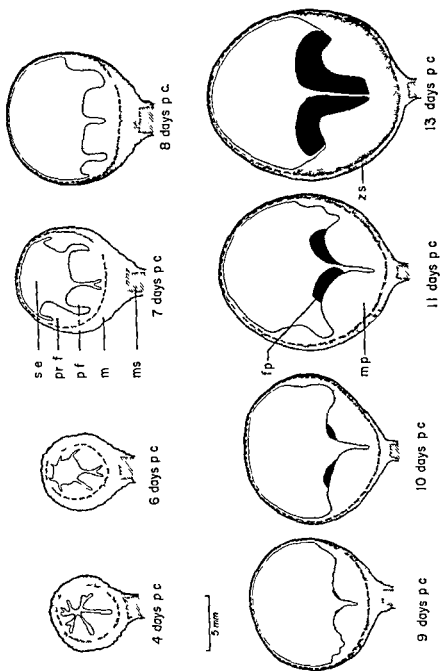 s e
pr f
p f
m
ms
4 days p c
6 days p c
7 days p c
8 days p c.
5 mm
fp
mp
z s
9 days p c
10 days p c
11 days p c
13 days p c